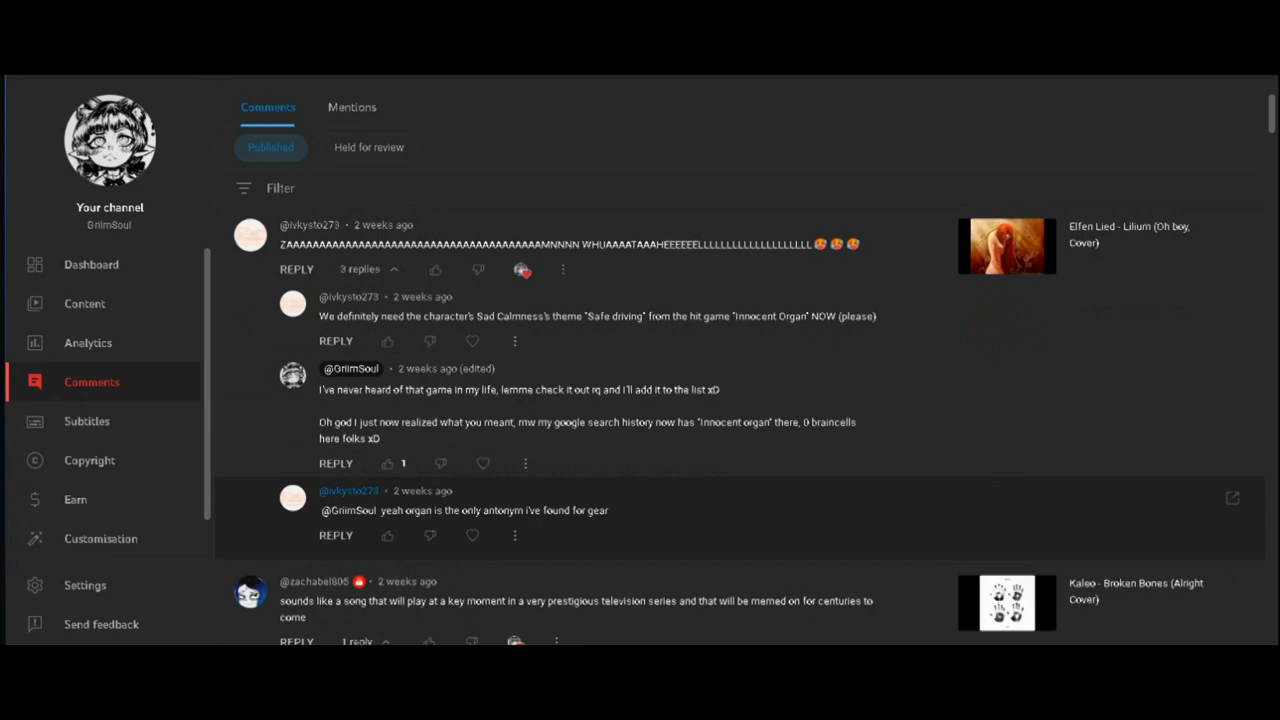 Comments
Mentions
Published
Held for review
Filter
Your channel
GriimSoul
Dashboard
Content
Analytics
Comments
Subtitles
Copyright
Earn
Customisation
Settings
Send feedback
@ivkysto273 • 2 weeks ago
ZAAAAAAAAAAAAAAAAAAAAAAAAAAAAAAAAAAAAAAAMNNNN WHUAAAATAAAHEEEEEELLLLLLLLLLLLLLLLLLLL🥵🥵🥵
REPLY 3 replies
@ivkysto273 • 2 weeks ago
We definitely need the character's Sad Calmness's theme "Safe driving" from the hit game "Innocent Organ" NOW (please)
REPLY
@GriimSoul • 2 weeks ago (edited)
I've never heard of that game in my life, lemme check it out rq and I'll add it to the list xD
Oh god I just now realized what you meant, mw my google search history now has "Innocent organ" there, 0 braincells
here folks xD
REPLY 1
@ivkysto273 • 2 weeks ago
@GriimSoul yeah organ is the only antonym i've found for gear
REPLY
@zachabel806 • 2 weeks ago
sounds like a song that will play at a key moment in a very prestigious television series and that will be memed on for centuries to
come
REPLY 1 reply
Elfen Lied - Lilium (Oh boy,
Cover)
Kaleo - Broken Bones (Alright
Cover)